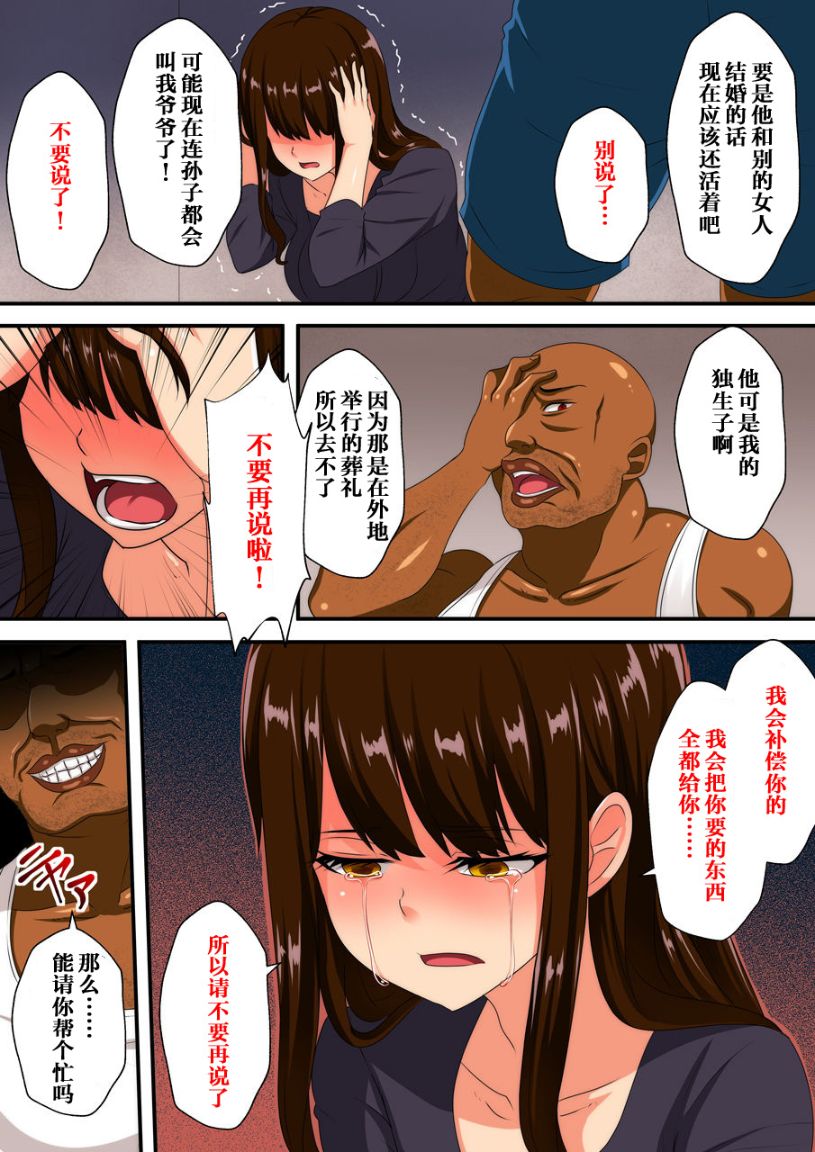 要是他和别的女人
结婚的话
现在应该还活着吧
别说了…
可能现在连孙子都会
叫我爷爷了！
不要说了！
他可是我的
独生子啊
因为那是在外地
举行的葬礼
所以去不了
不要再说啦！
我会补偿你的
我会把你要的东西
全都给你……
所以请不要再说了
ニチャア
那么……
能请你帮个忙吗